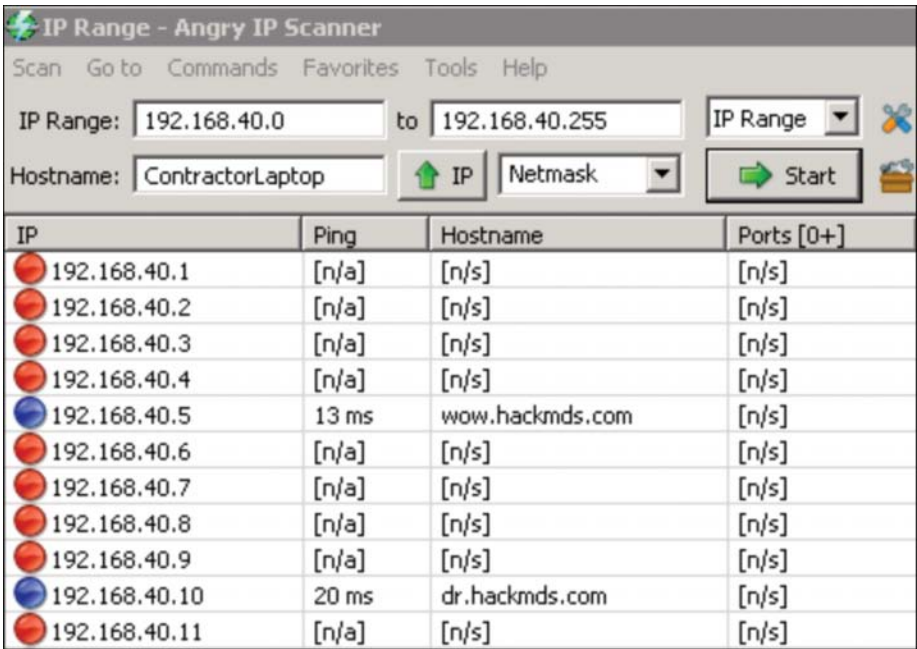 IP Range - Angry IP Scanner
Scan Go to Commands Favorites Tools Help
IP Range: 192.168.40.0 to 192.168.40.255 IP Range
Hostname: ContractorLaptop IP Netmask Start
IP Ping Hostname Ports [0+]
192.168.40.1 [n/a] [n/s] [n/s]
192.168.40.2 [n/a] [n/s] [n/s]
192.168.40.3 [n/a] [n/s] [n/s]
192.168.40.4 [n/a] [n/s] [n/s]
192.168.40.5 13 ms wow.hackmds.com [n/s]
192.168.40.6 [n/a] [n/s] [n/s]
192.168.40.7 [n/a] [n/s] [n/s]
192.168.40.8 [n/a] [n/s] [n/s]
192.168.40.9 [n/a] [n/s] [n/s]
192.168.40.10 20 ms dr.hackmds.com [n/s]
192.168.40.11 [n/a] [n/s] [n/s]